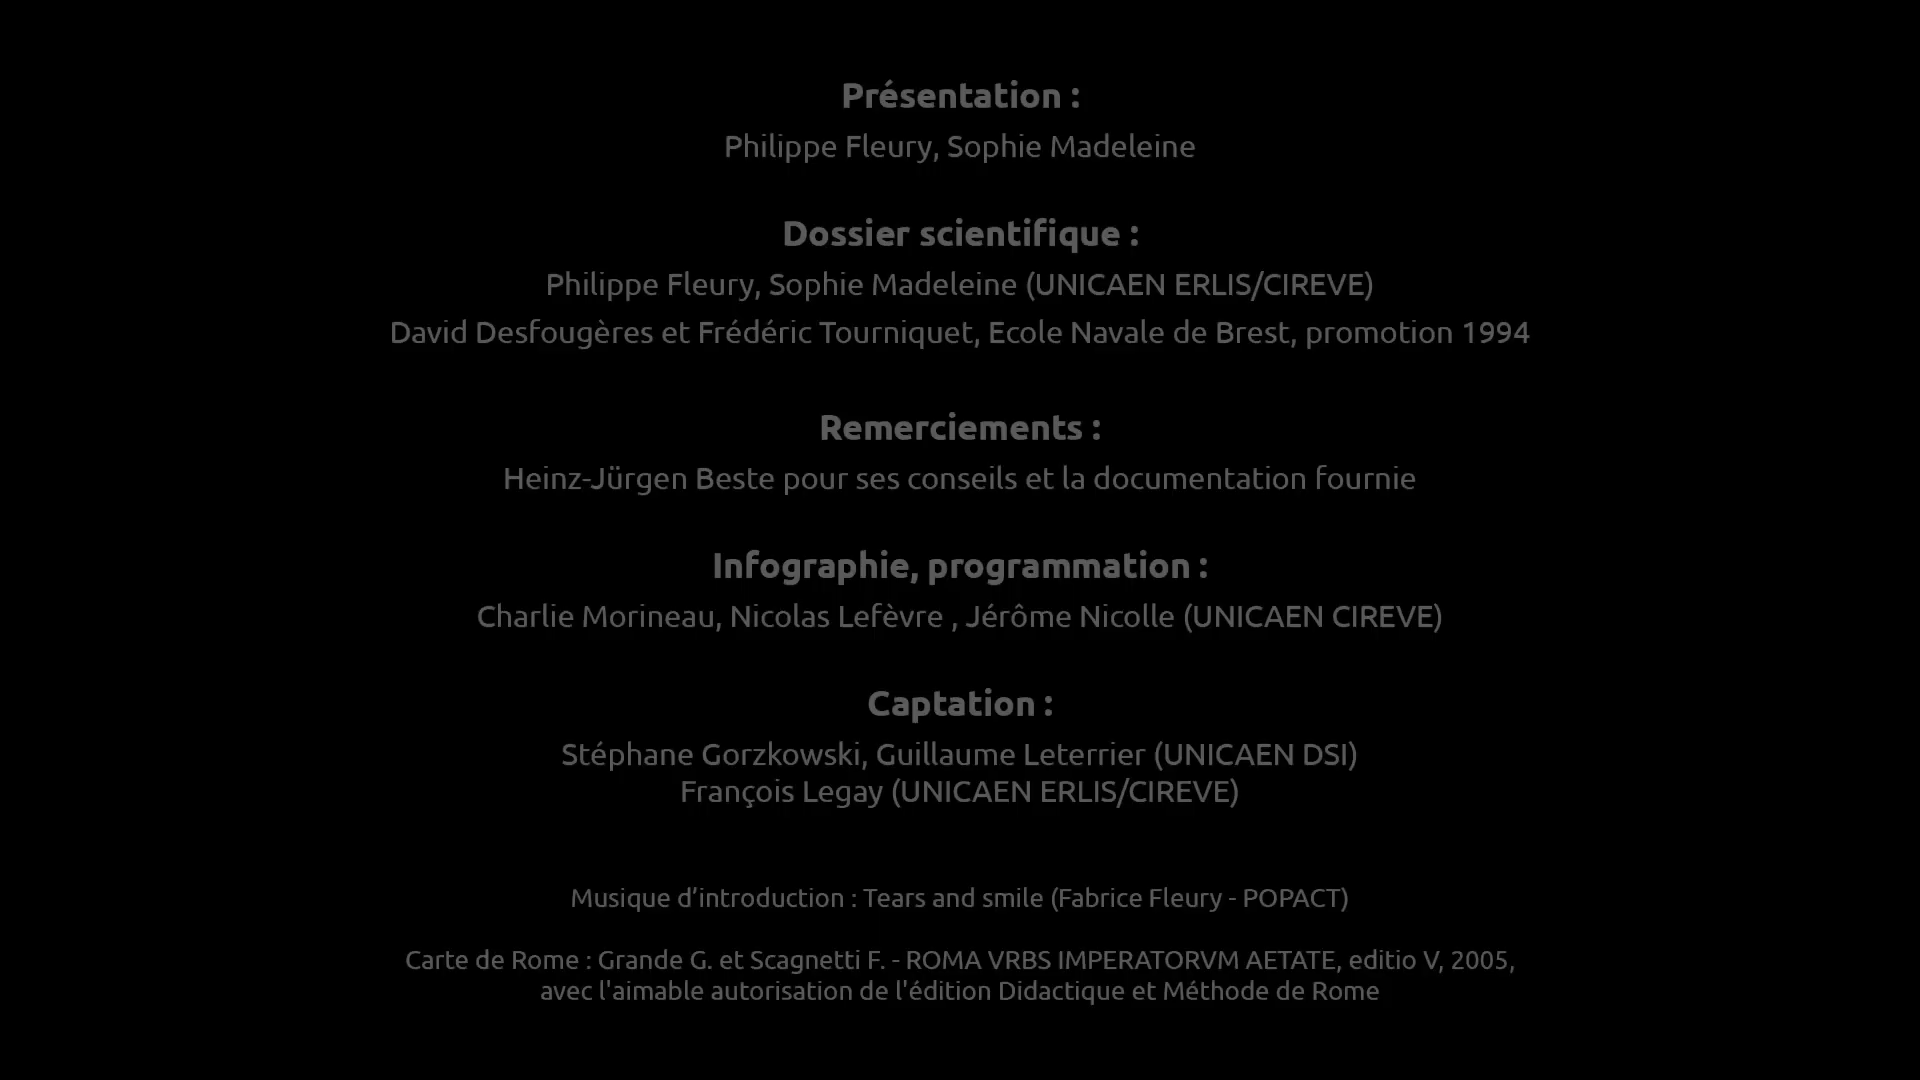 Présentation :
Philippe Fleury, Sophie Madeleine
Dossier scientifique :
Philippe Fleury, Sophie Madeleine (UNICAEN ERLIS/CIREVE)
David Desfougères et Frédéric Tourniquet, Ecole Navale de Brest, promotion 1994
Remerciements :
Heinz-Jürgen Beste pour ses conseils et la documentation fournie
Infographie, programmation :
Charlie Morineau, Nicolas Lefèvre , Jérôme Nicolle (UNICAEN CIREVE)
Captation :
Stéphane Gorzkowski, Guillaume Leterrier (UNICAEN DSI)
François Legay (UNICAEN ERLIS/CIREVE)
Musique d’introduction : Tears and smile (Fabrice Fleury - POPACT)
Carte de Rome : Grande G. et Scagnetti F. - ROMA VRBS IMPERATORVM AETATE, editio V, 2005,
avec l'aimable autorisation de l'édition Didactique et Méthode de Rome